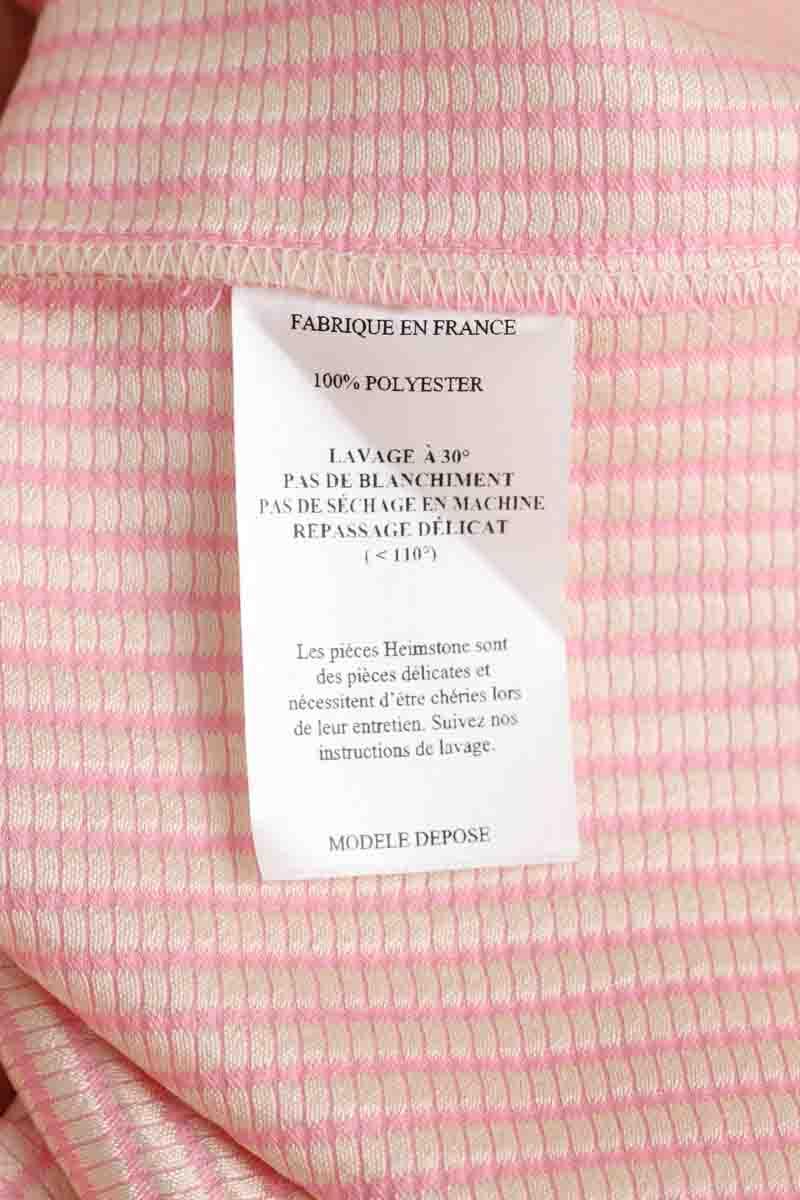 FABRIQUE EN FRANCE
100% POLYESTER
LAVAGE À 30°
PAS DE BLANCHIMENT
PAS DE SÉCHAGE EN MACHINE
REPASSAGE DÉLICAT
( < 110°)
Les pièces Heimstone sont
des pièces délicates et
nécessitent d'être chéries lors
de leur entretien. Suivez nos
instructions de lavage.
MODELE DEPOSE